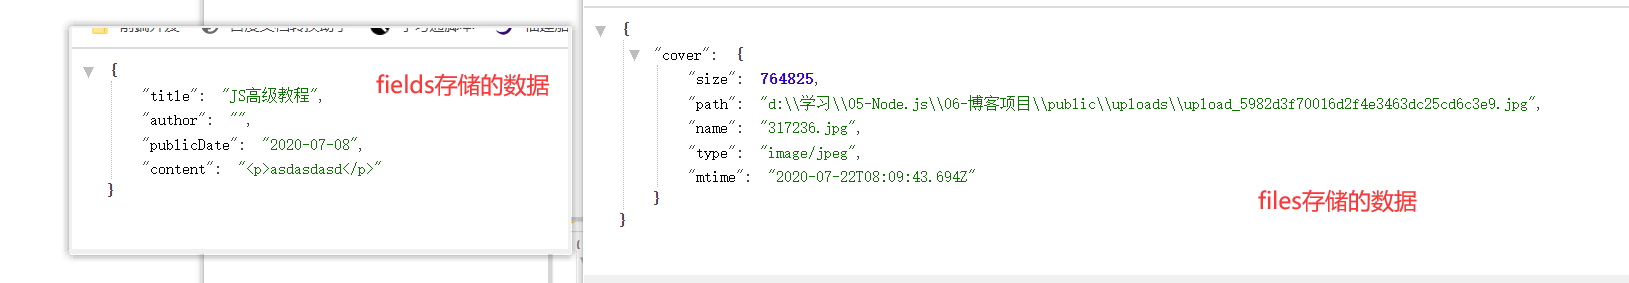 {
"title": "JS高级教程",
"author": "",
"publicDate": "2020-07-08",
"content": "<p>asdasdasd</p>"
}
fields存储的数据
{
"cover": {
"size": 764825,
"path": "d:\\学习\\05-Node.js\\06-博客项目\\public\\uploads\\upload_5982d3f70016d2f4e3463dc25cd6c3e9.jpg",
"name": "317236.jpg",
"type": "image/jpeg",
"mtime": "2020-07-22T08:09:43.694Z"
}
}
files存储的数据